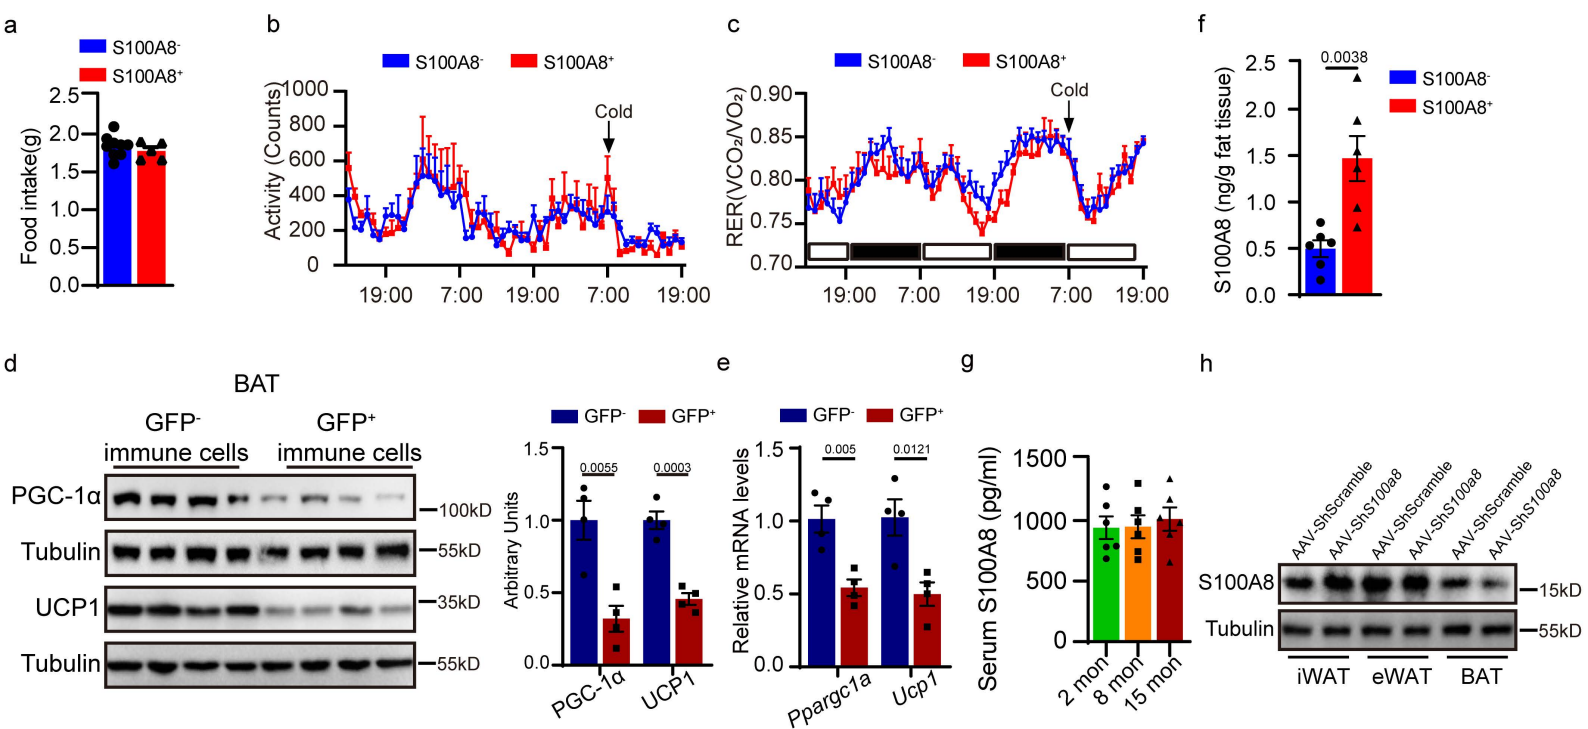 a
S100A8⁻
S100A8⁺
Food intake(g)
2.5
2.0
1.5
1.0
0.5
0.0
b
S100A8⁻
S100A8⁺
Activity (Counts)
1000
800
600
400
200
0
Cold
19:00
7:00
19:00
7:00
19:00
c
S100A8⁻
S100A8⁺
RER(VCO₂/VO₂)
0.90
0.85
0.80
0.75
0.70
Cold
19:00
7:00
19:00
7:00
19:00
f
S100A8 (ng/g fat tissue)
2.5
2.0
1.5
1.0
0.5
0.0
0.0038
S100A8⁻
S100A8⁺
d
BAT
GFP⁻
immune cells
GFP⁺
immune cells
PGC-1α
100kD
Tubulin
55kD
UCP1
35kD
Tubulin
55kD
GFP⁻
GFP⁺
Arbitrary Units
1.5
1.0
0.5
0.0
0.0055
0.0003
PGC-1α
UCP1
e
GFP⁻
GFP⁺
Relative mRNA levels
1.5
1.0
0.5
0.0
0.005
0.0121
Ppargc1a
Ucp1
g
Serum S100A8 (pg/ml)
1500
1000
500
0
2 mon
8 mon
15 mon
h
AAV-ShScramble
AAV-ShS100a8
AAV-ShScramble
AAV-ShS100a8
AAV-ShScramble
AAV-ShS100a8
S100A8
15kD
Tubulin
55kD
iWAT
eWAT
BAT